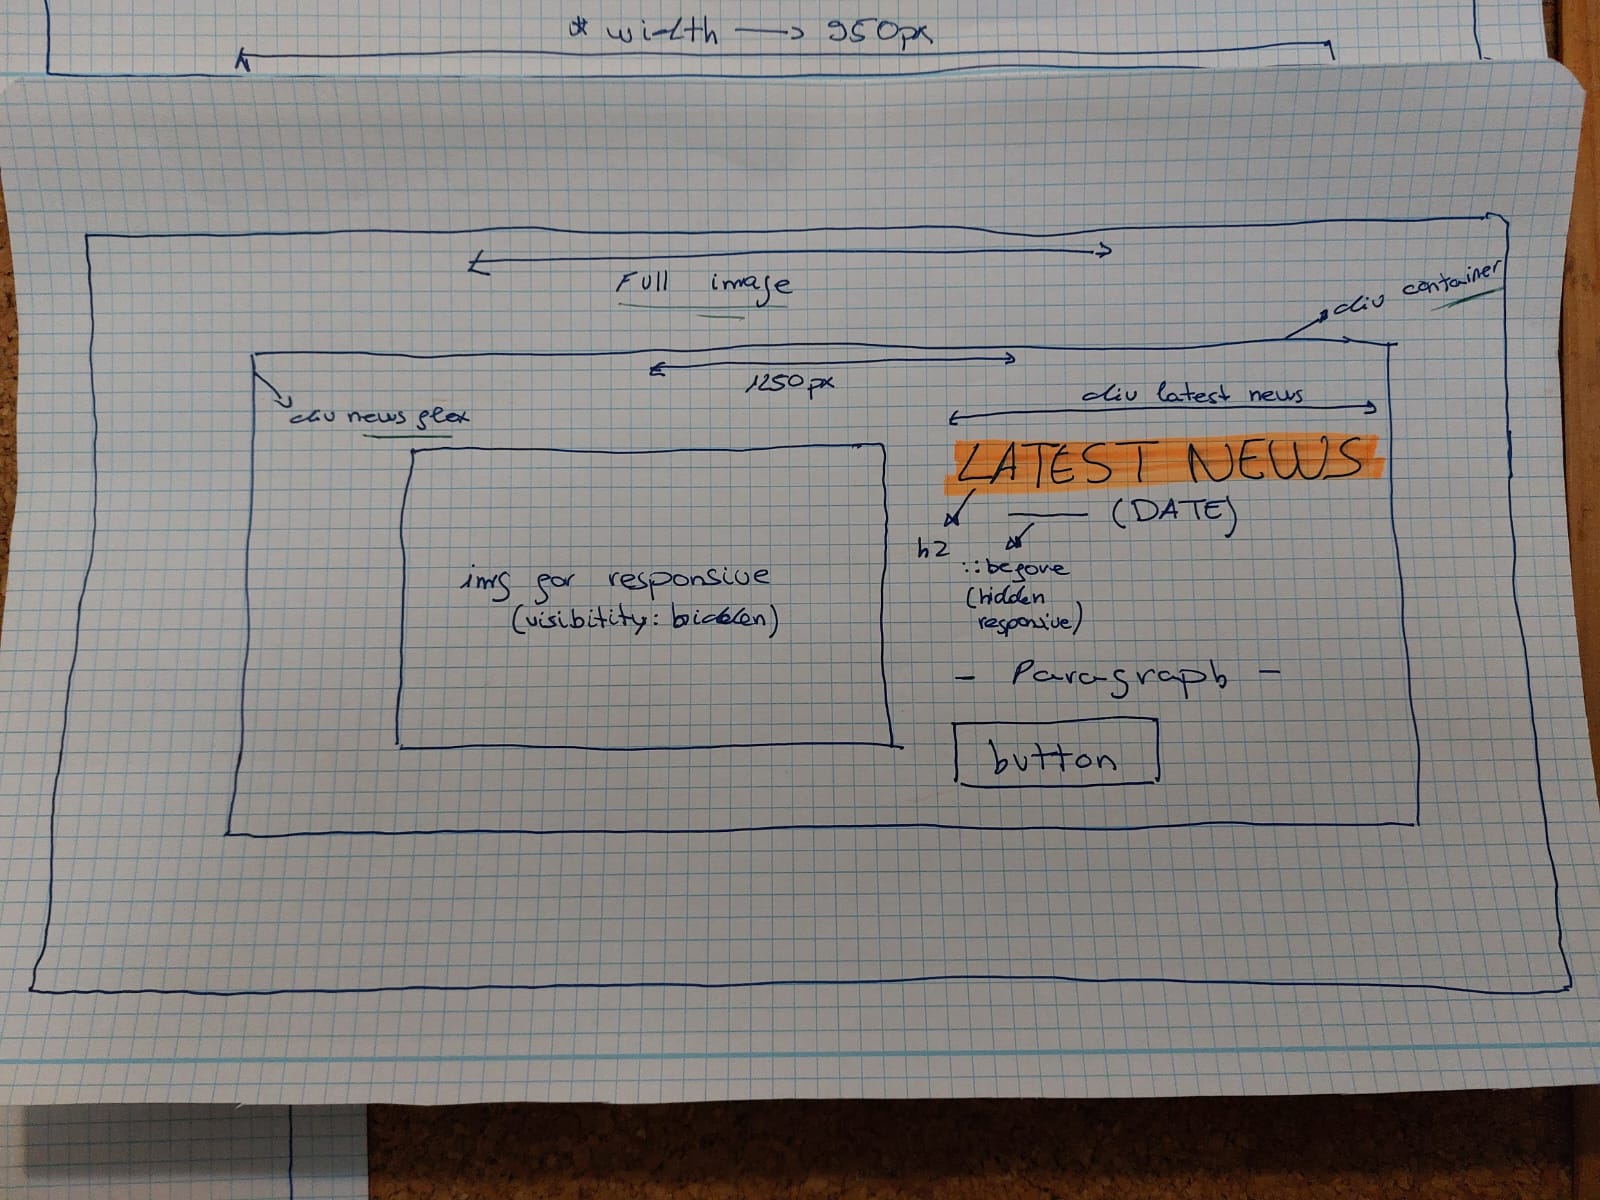 * width → 950px
Full image
div container
1250px
div latest news
div news flex
LATEST NEWS
(DATE)
h2
::before
(hidden
responsive)
img for responsive
(visibitity: hidden)
- Paragraph -
button